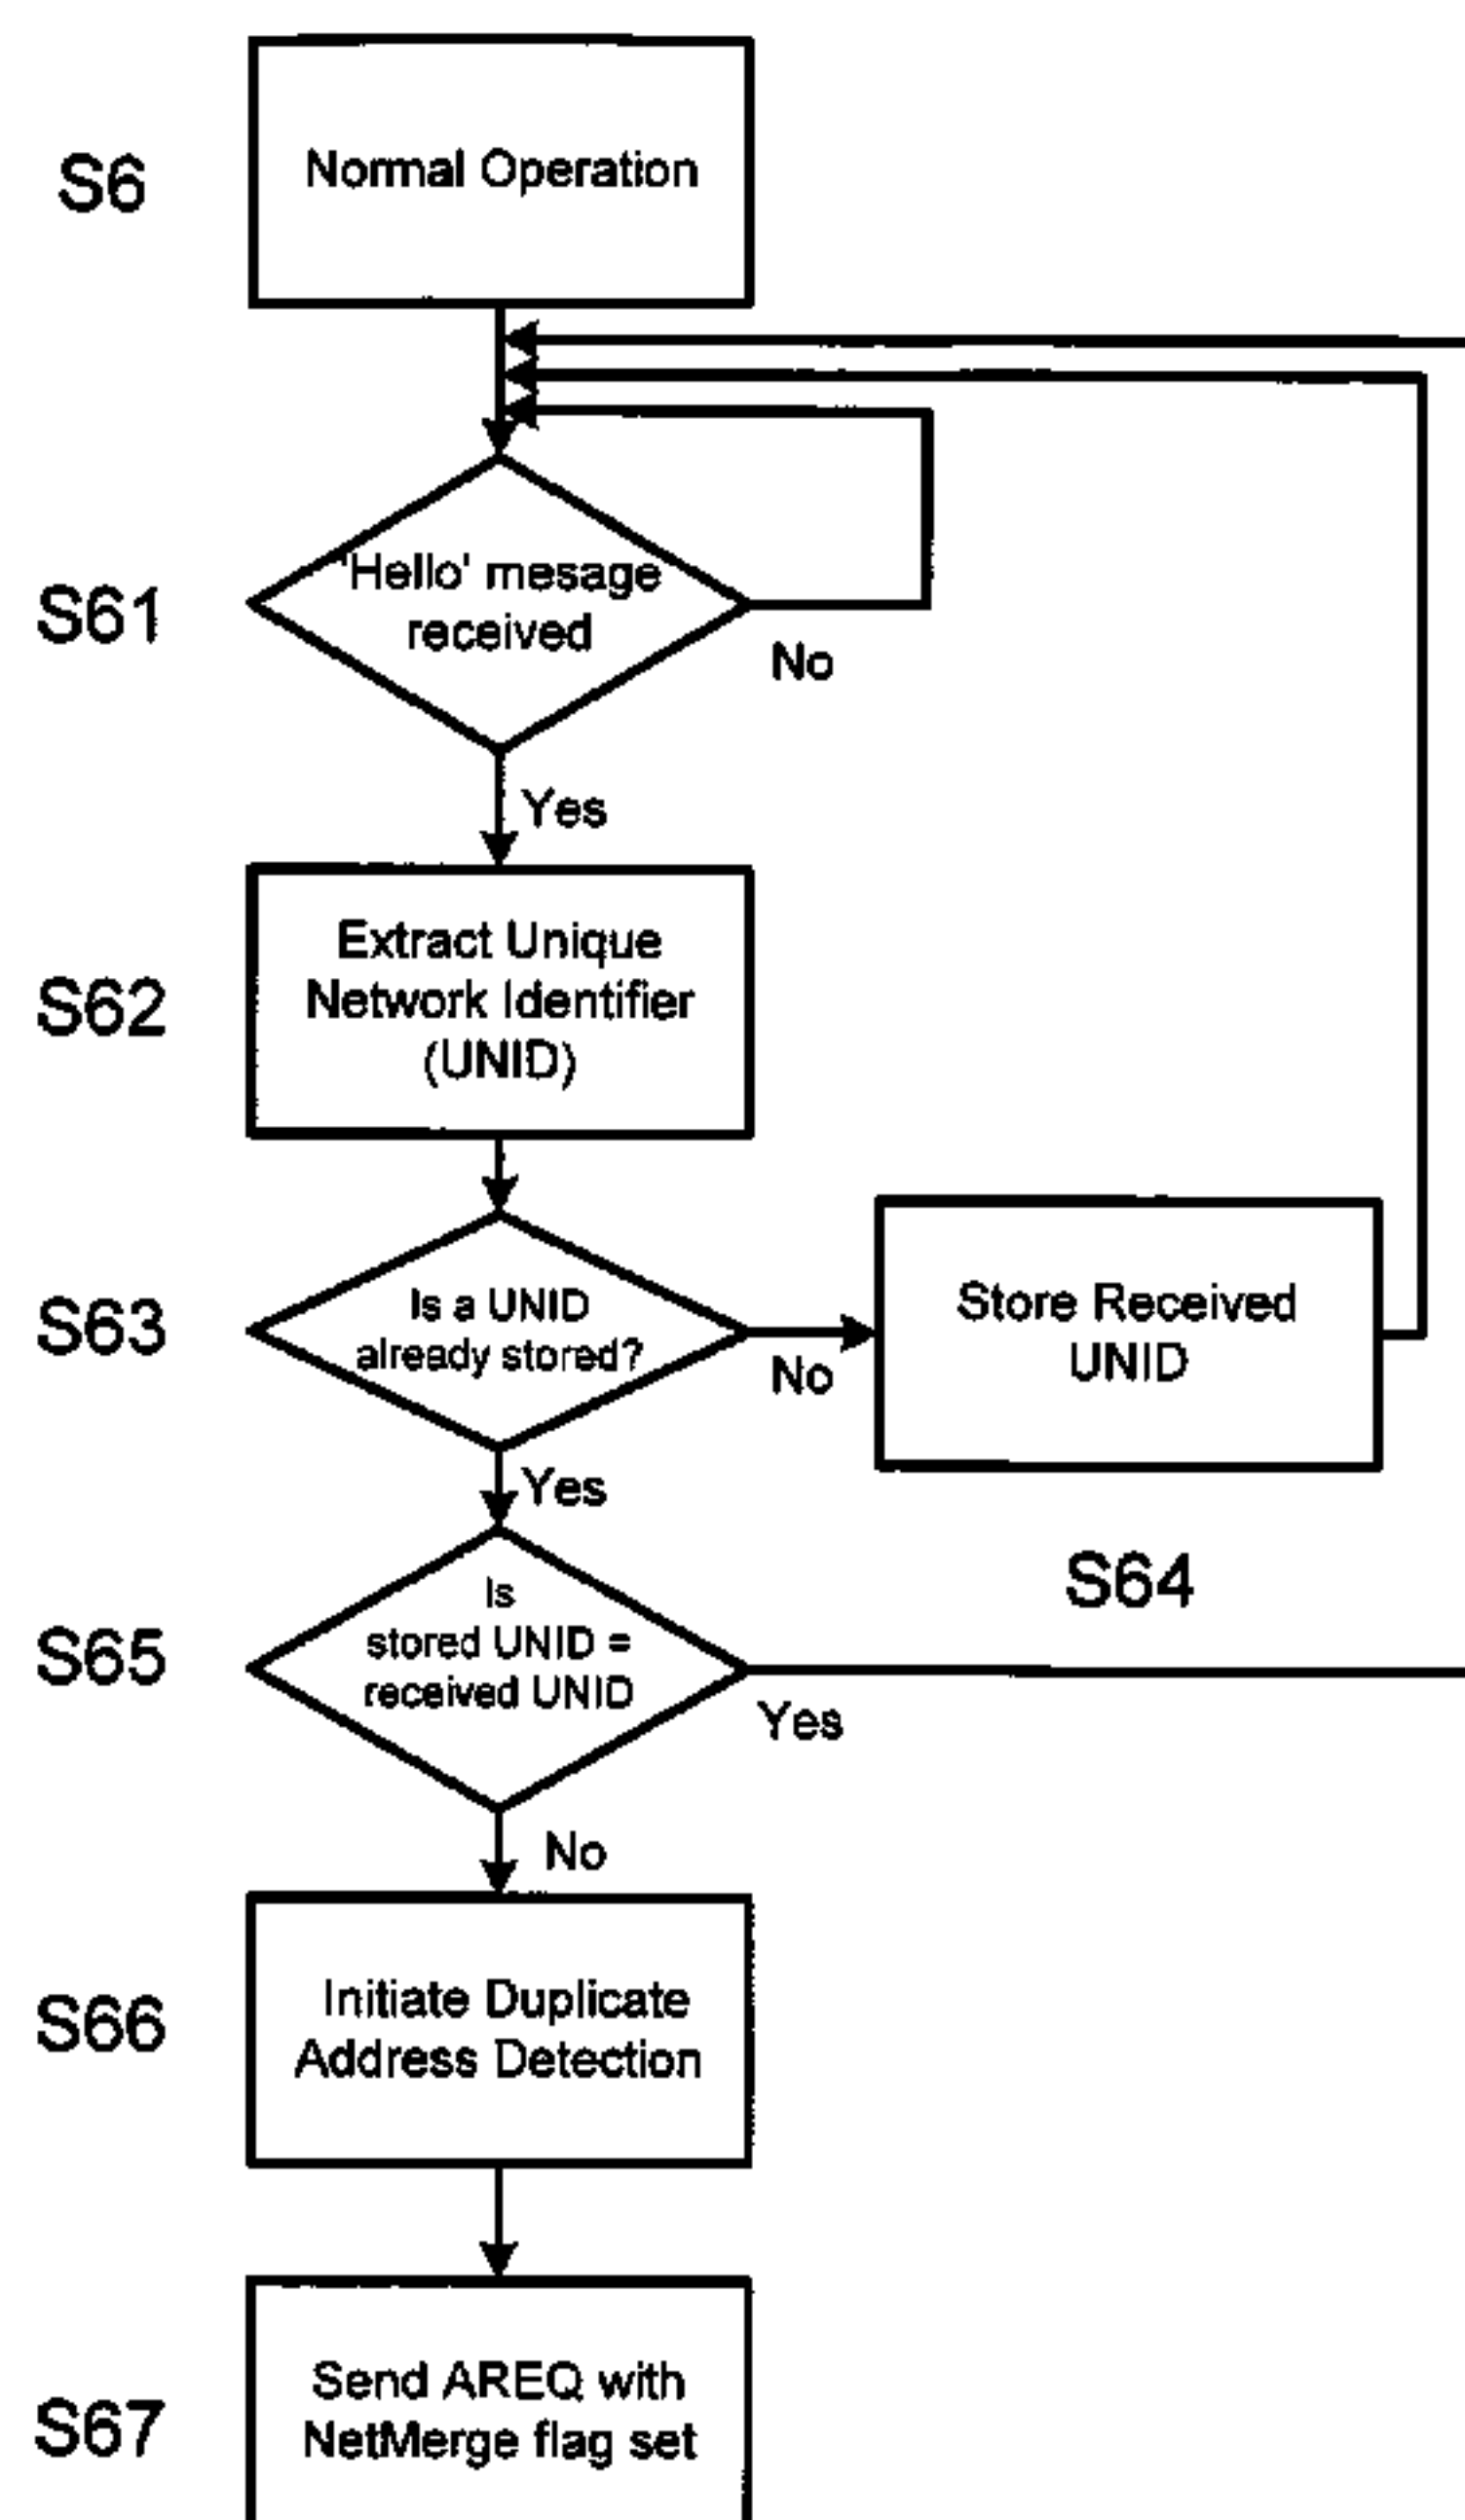 S6
Normal Operation
S61
'Hello' mesage
received
No
Yes
S62
Extract Unique
Network Identifier
(UNID)
S63
Is a UNID
already stored?
No
Store Received
UNID
Yes
S64
S65
Is
stored UNID =
received UNID
Yes
No
S66
Initiate Duplicate
Address Detection
S67
Send AREQ with
NetMerge flag set